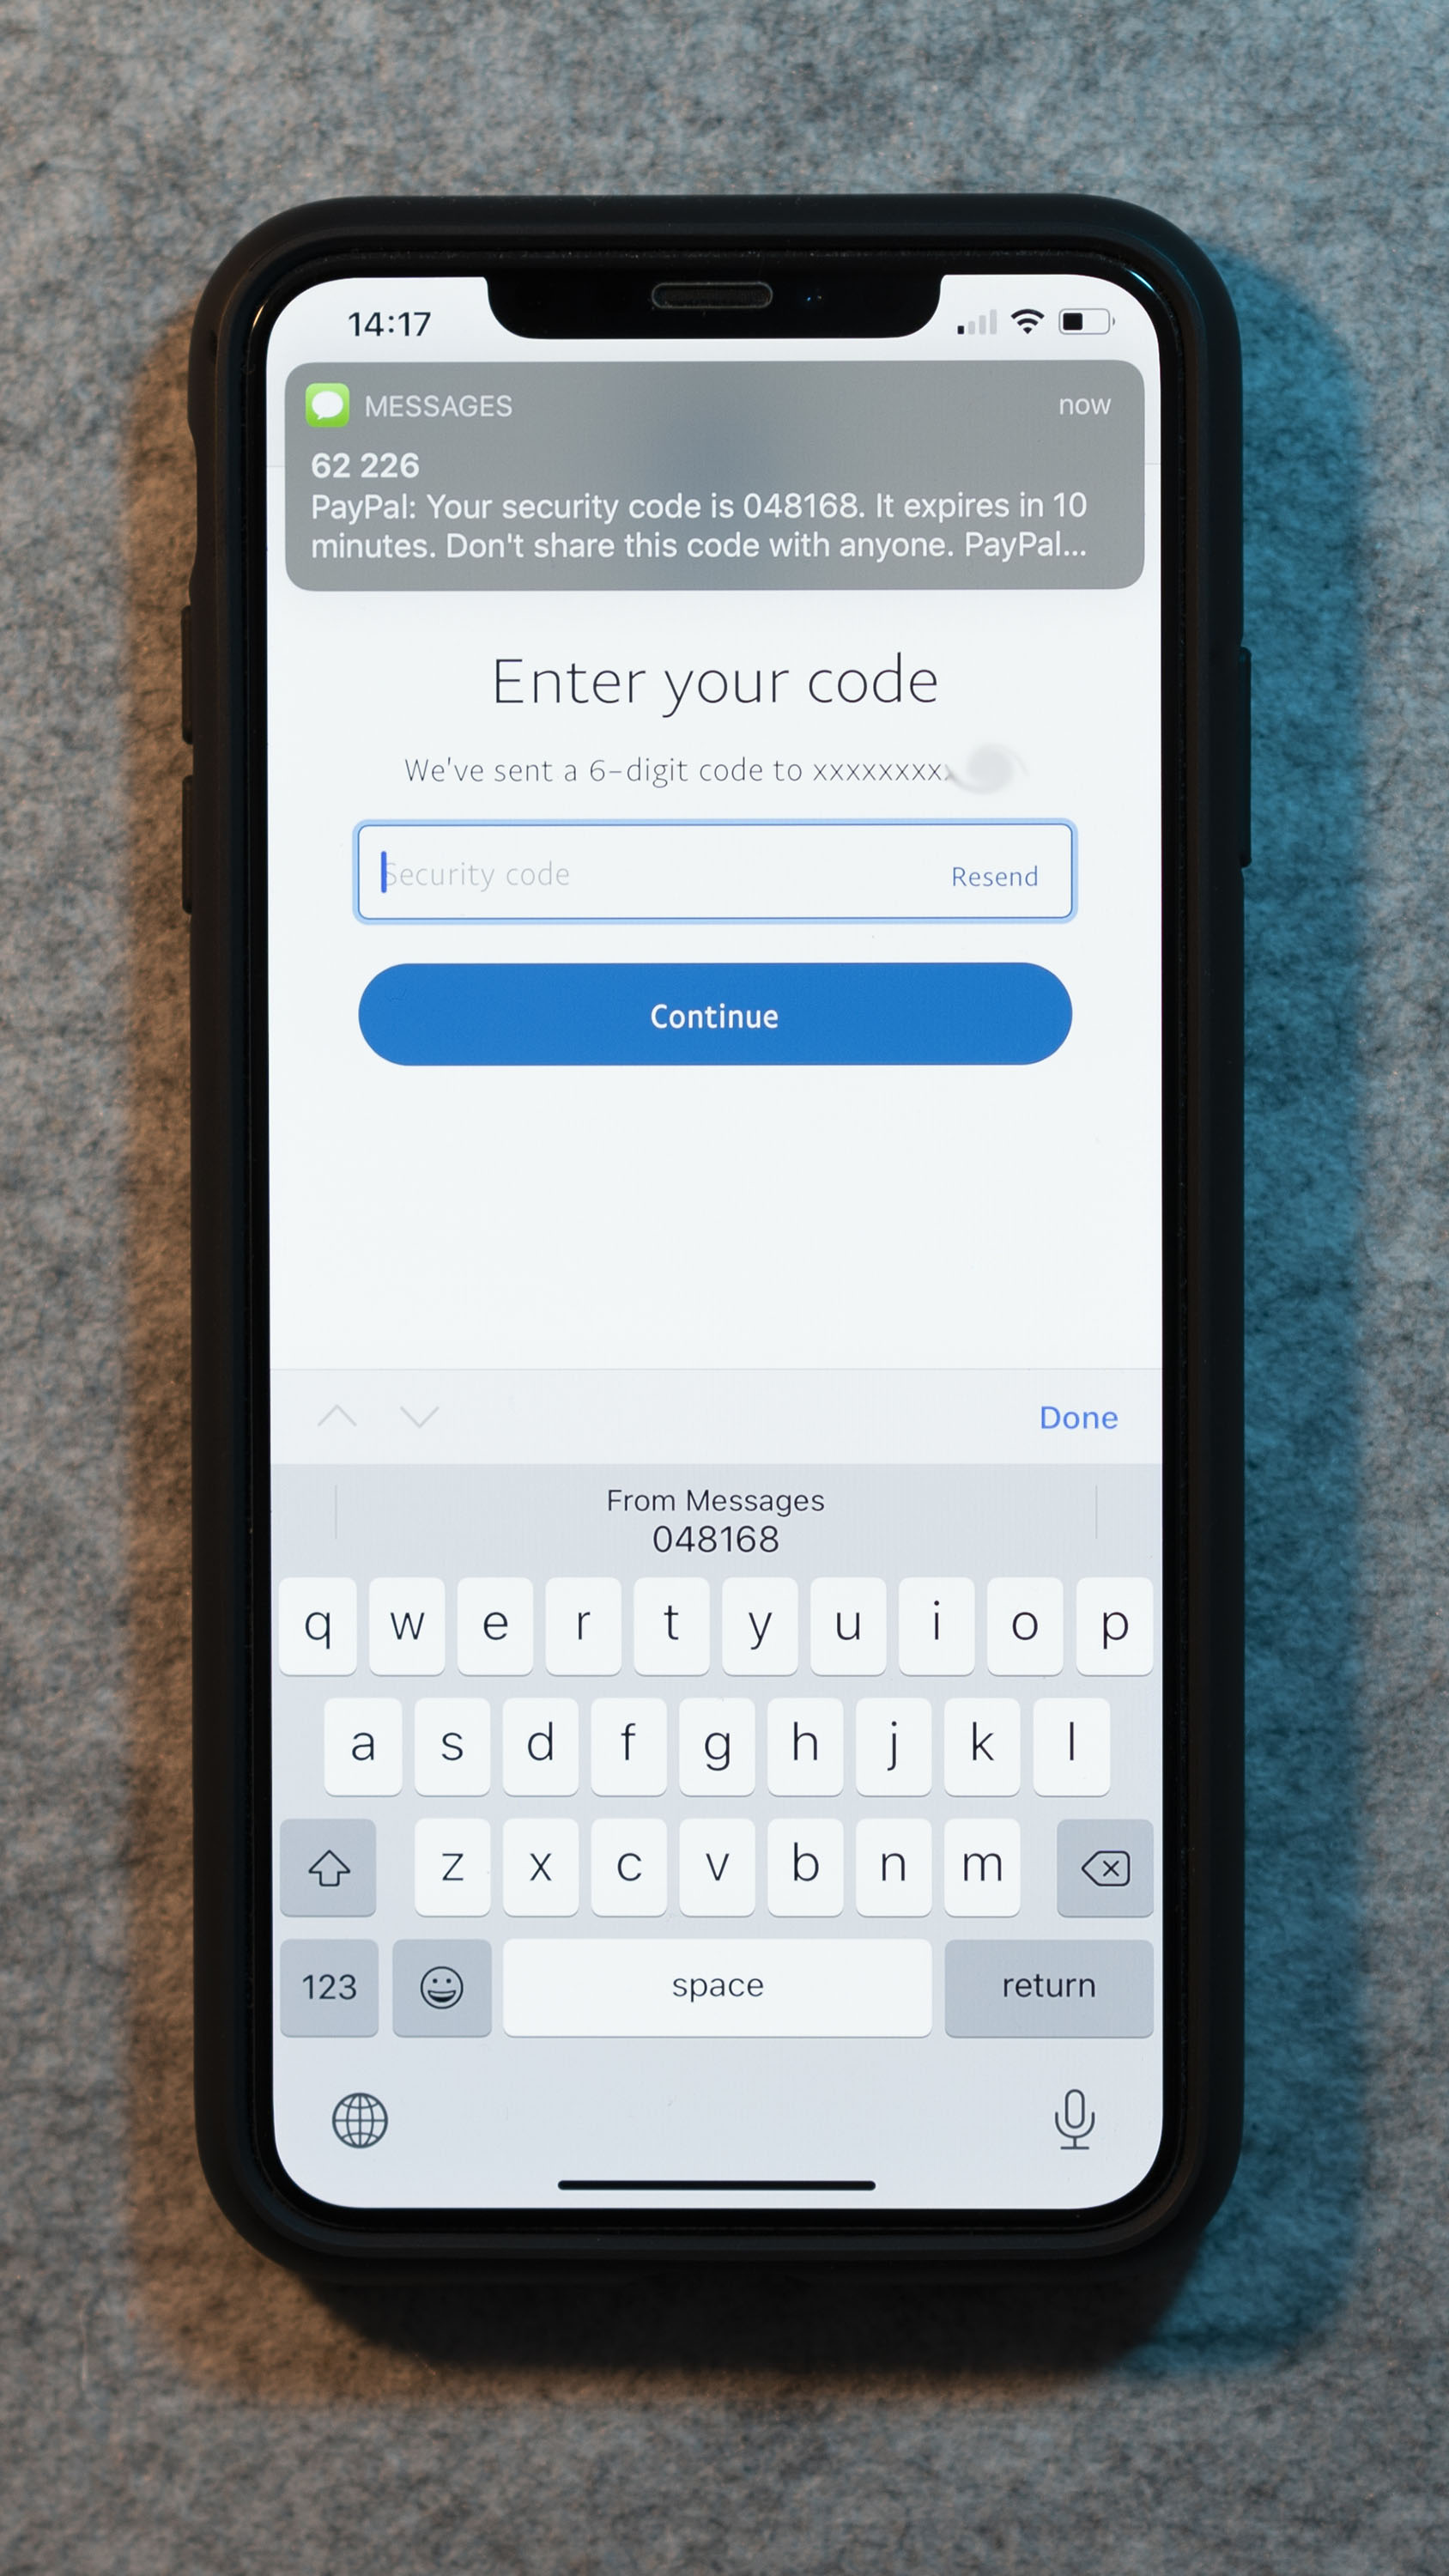 14:17
MESSAGES now
62 226
PayPal: Your security code is 048168. It expires in 10
minutes. Don't share this code with anyone. PayPal...
Enter your code
We've sent a 6-digit code to xxxxxxxx
Security code Resend
Continue
Done
From Messages
048168
q w e r t y u i o p
a s d f g h j k l
z x c v b n m
123 space return